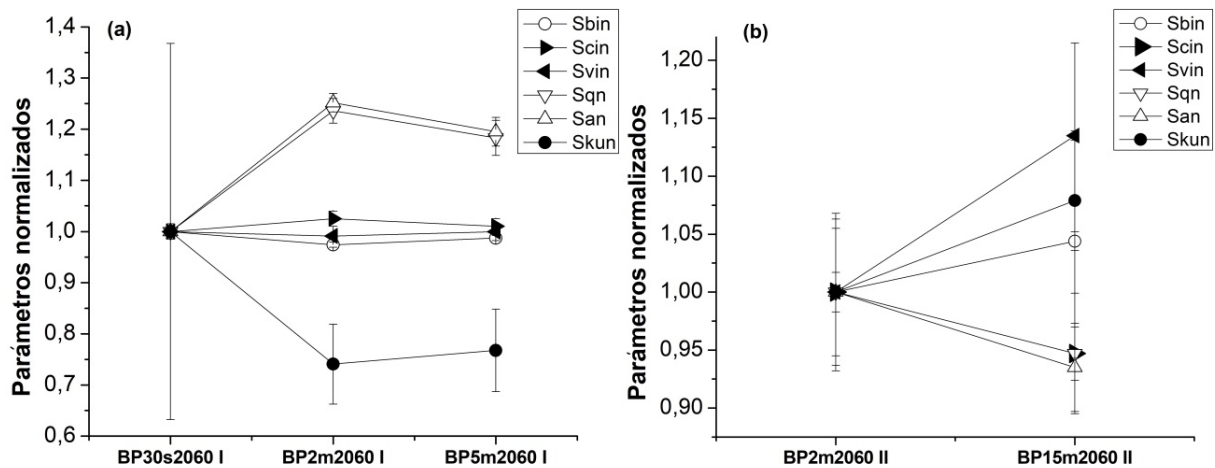 (a)
Sbin
Scin
Svin
Sqn
San
Skun
1,4
1,3
1,2
1,1
1,0
0,9
0,8
0,7
0,6
Parámetros normalizados
BP30s2060 I
BP2m2060 I
BP5m2060 I
(b)
Sbin
Scin
Svin
Sqn
San
Skun
1,20
1,15
1,10
1,05
1,00
0,95
0,90
Parámetros normalizados
BP2m2060 II
BP15m2060 II